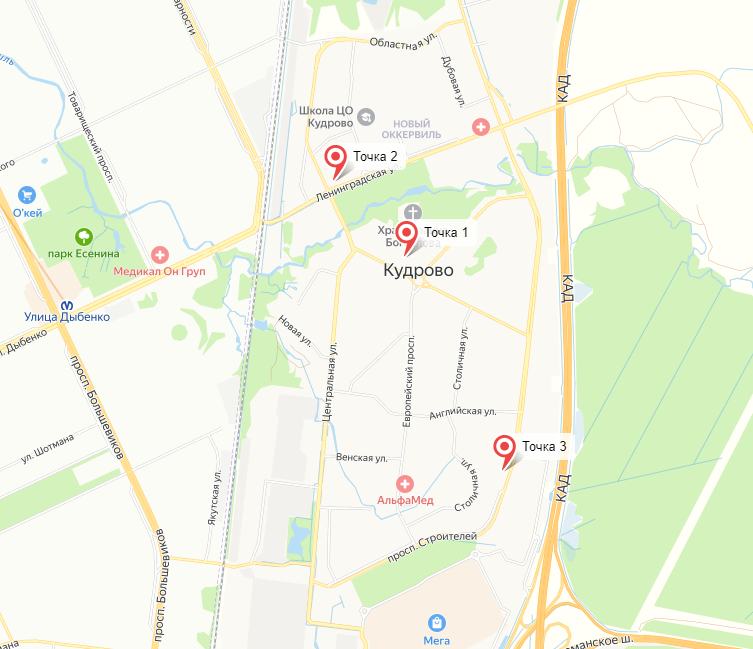 Областная ул.
Дубовая ул.
КАД
Товарищеский просп.
Школа ЦО
Кудрово
НОВЫЙ
ОККЕРВИЛЬ
Точка 2
Ленинградская у
О'кей
парк Есенина
Медикал Он Груп
Точка 1
Кудрово
КАД
Улица Дыбенко
Дыбенко
Новая ул.
Центральная ул.
Европейский просп.
Столичная ул.
просп. Большевиков
Английская ул.
ул. Шотмана
Точка 3
Венская ул.
Якутская ул.
АльфаМед
Столичная ул.
КАД
просп. Строителей
просп. Большевиков
Мега